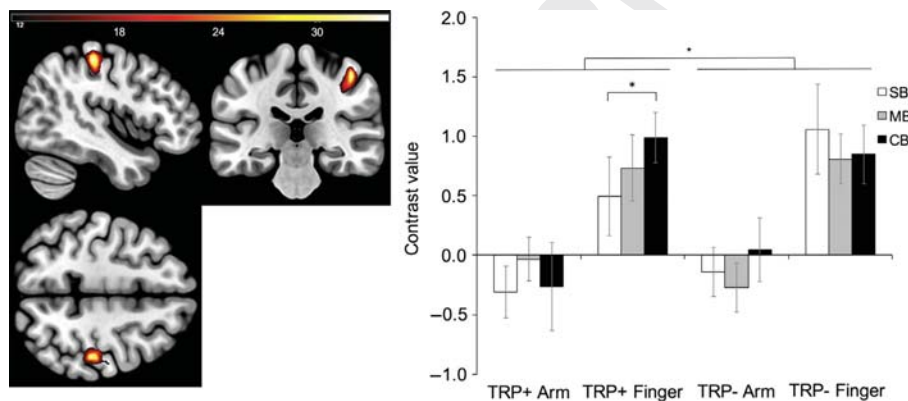 12 18 24 30
2.0
1.5
1.0
0.5
0.0
−0.5
−1.0
Contrast value
*
*
SB
MB
CB
TRP+ Arm TRP+ Finger TRP- Arm TRP- Finger